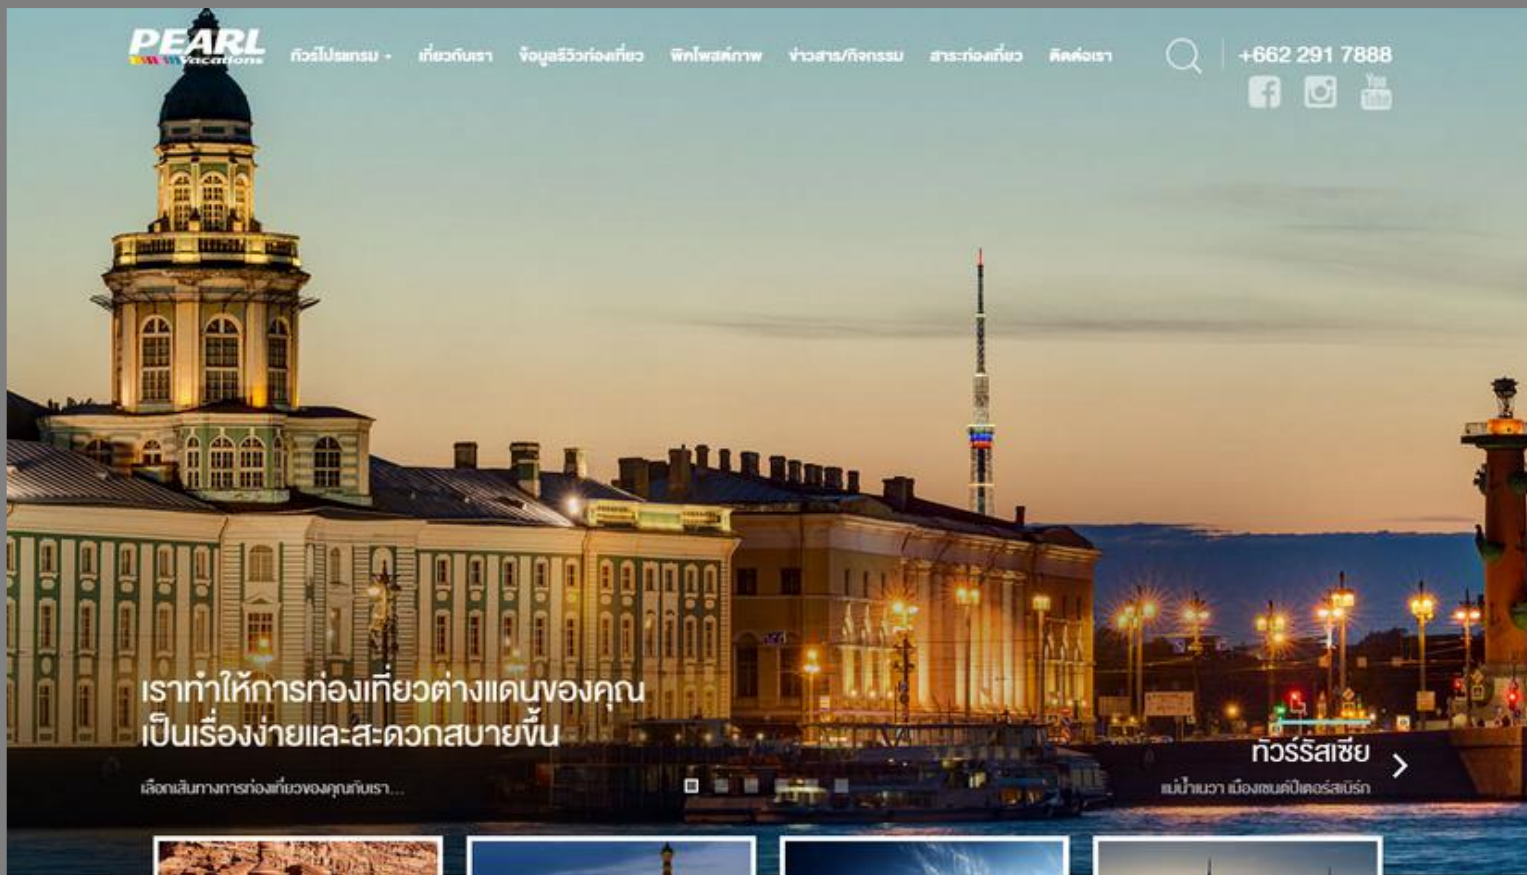 PEARL
Vacations
ทัวร์โปรแกรม
เกี่ยวกับเรา
ข้อมูลรีวิวท่องเที่ยว
พิคโพสต์ภาพ
ข่าวสาร/กิจกรรม
สาระท่องเที่ยว
ติดต่อเรา
+662 291 7888
You
Tube
เราทำให้การท่องเที่ยวต่างแดนของคุณ
เป็นเรื่องง่ายและสะดวกสบายขึ้น
เลือกเส้นทางการท่องเที่ยวของคุณกับเรา...
ทัวร์รัสเซีย
แม่น้ำเนวา เมืองเซนต์ปีเตอร์สเบิร์ก